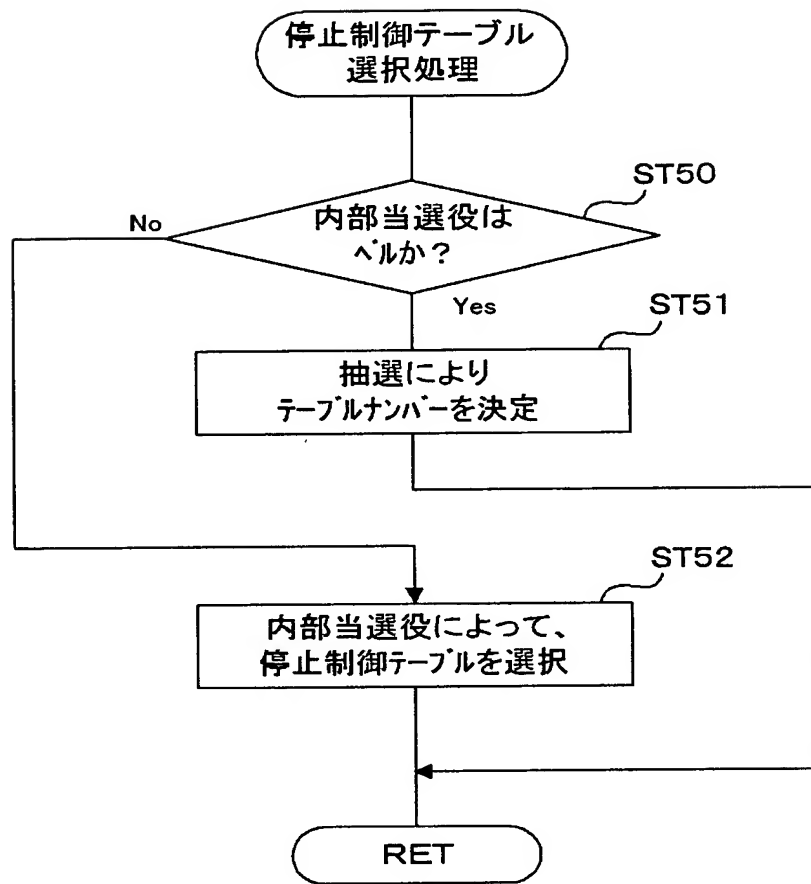 停止制御テーブル
選択処理
ST50
No
内部当選役は
ベルか？
Yes
ST51
抽選により
テーブルナンバーを決定
ST52
内部当選役によって、
停止制御テーブルを選択
RET